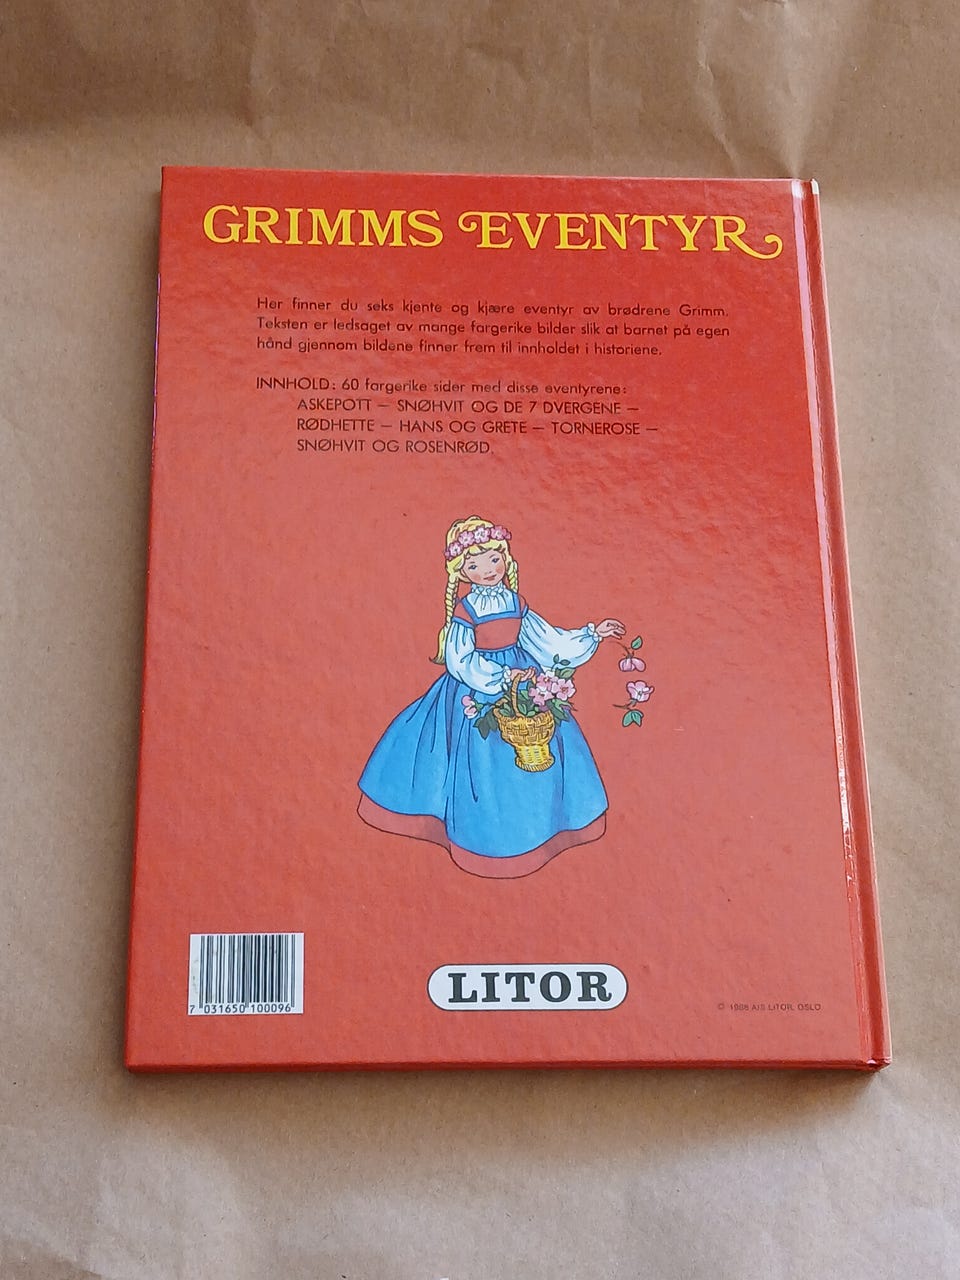 GRIMMS EVENTYR
Her finner du seks kjente og kjære eventyr av brødrene Grimm.
Teksten er ledsaget av mange fargerike bilder slik at barnet på egen
hånd gjennom bildene finner frem til innholdet i historiene.
INNHOLD: 60 fargerike sider med disse eventyrene:
ASKEPOTT – SNØHVIT OG DE 7 DVERGENE –
RØDHETTE – HANS OG GRETE – TORNEROSE –
SNØHVIT OG ROSENRØD.
7 031650 100096
LITOR
© 1988 A/S LITOR, OSLO